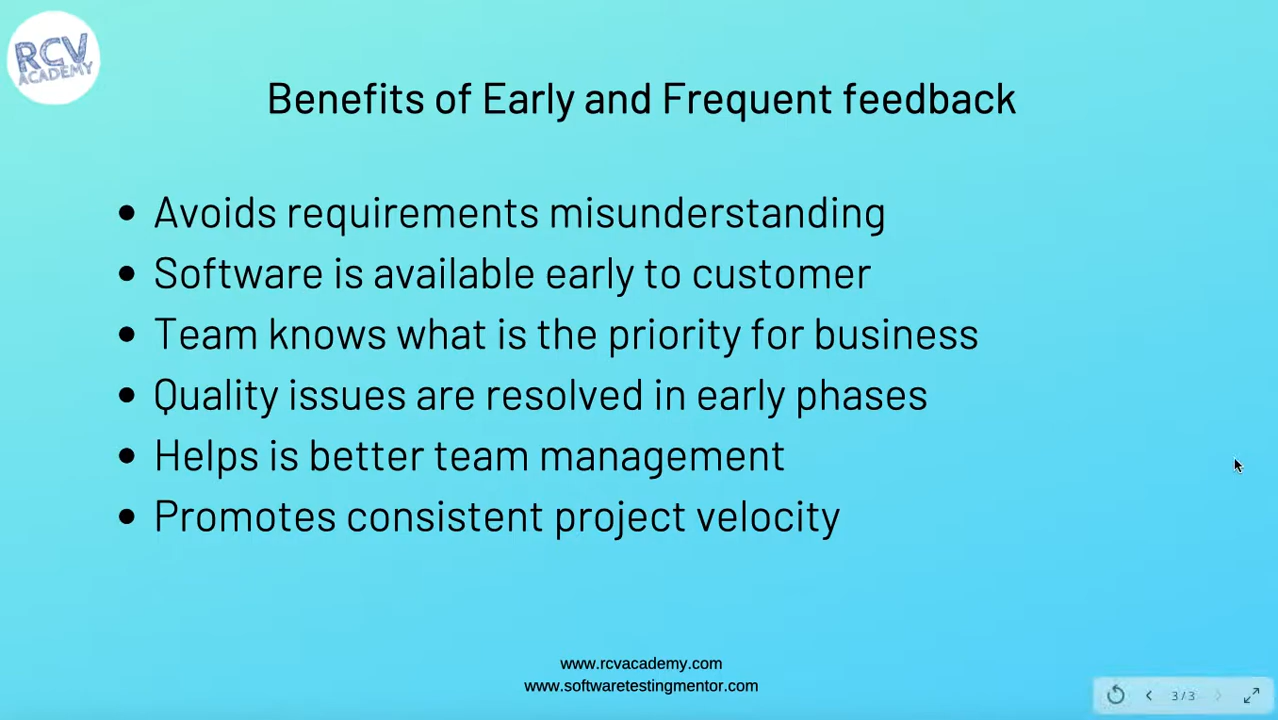 RCV
ACADEMY
Benefits of Early and Frequent feedback
• Avoids requirements misunderstanding
• Software is available early to customer
• Team knows what is the priority for business
• Quality issues are resolved in early phases
• Helps is better team management
• Promotes consistent project velocity
www.rcvacademy.com
www.softwaretestingmentor.com
3/3